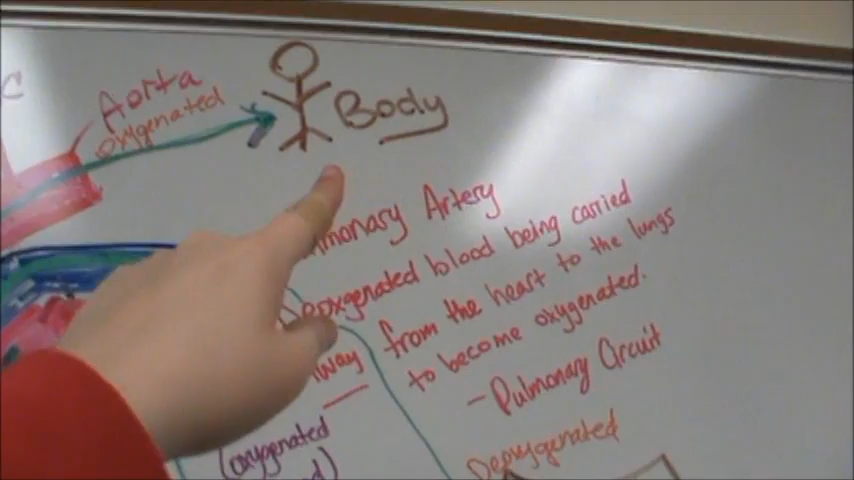 C
Aorta
oxygenated
Body
Artery
blood being carried
from the heart to the lungs
to become oxygenated.
- Pulmonary Circuit
(oxygenated
Deoxygenated